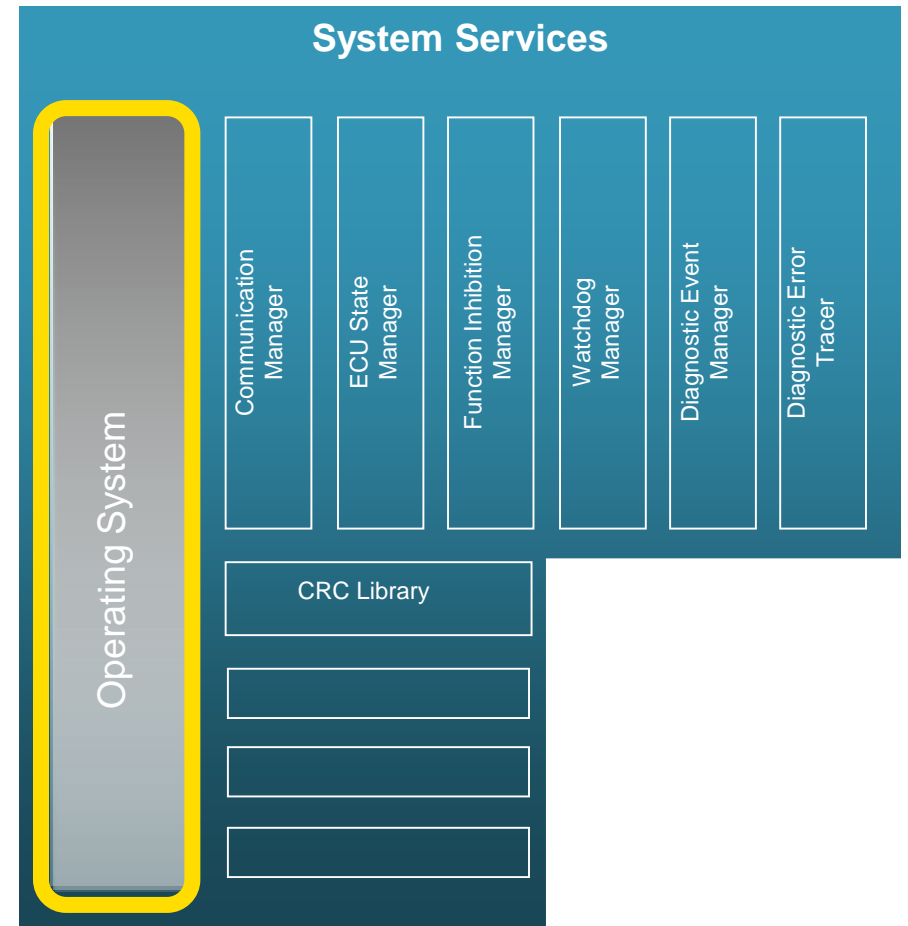 System Services
Operating System
Communication
Manager
ECU State
Manager
Function Inhibition
Manager
Watchdog
Manager
Diagnostic Event
Manager
Diagnostic Error
Tracer
CRC Library